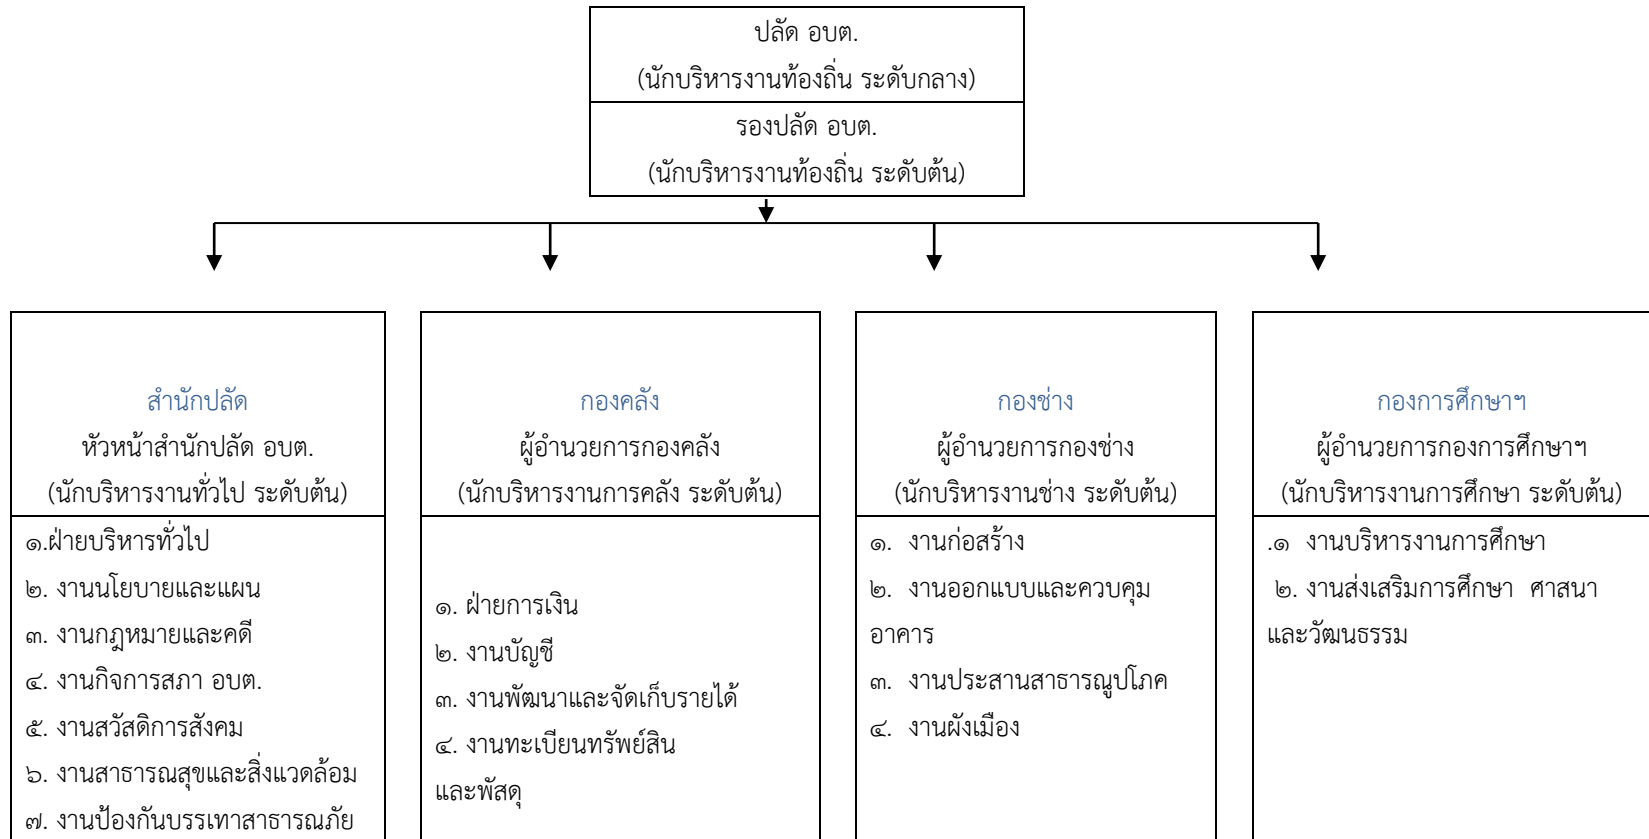 ปลัด อบต.
(นักบริหารงานท้องถิ่น ระดับกลาง)
รองปลัด อบต.
(นักบริหารงานท้องถิ่น ระดับต้น)
สำนักปลัด
หัวหน้าสำนักปลัด อบต.
(นักบริหารงานทั่วไป ระดับต้น)
๑.ฝ่ายบริหารทั่วไป
๒. งานนโยบายและแผน
๓. งานกฎหมายและคดี
๔. งานกิจการสภา อบต.
๕. งานสวัสดิการสังคม
๖. งานสาธารณสุขและสิ่งแวดล้อม
๗. งานป้องกันบรรเทาสาธารณภัย
กองคลัง
ผู้อำนวยการกองคลัง
(นักบริหารงานการคลัง ระดับต้น)
๑. ฝ่ายการเงิน
๒. งานบัญชี
๓. งานพัฒนาและจัดเก็บรายได้
๔. งานทะเบียนทรัพย์สิน
และพัสดุ
กองช่าง
ผู้อำนวยการกองช่าง
(นักบริหารงานช่าง ระดับต้น)
๑. งานก่อสร้าง
๒. งานออกแบบและควบคุม
อาคาร
๓. งานประสานสาธารณูปโภค
๔. งานผังเมือง
กองการศึกษาฯ
ผู้อำนวยการกองการศึกษาฯ
(นักบริหารงานการศึกษา ระดับต้น)
.๑ งานบริหารงานการศึกษา
๒. งานส่งเสริมการศึกษา ศาสนา
และวัฒนธรรม